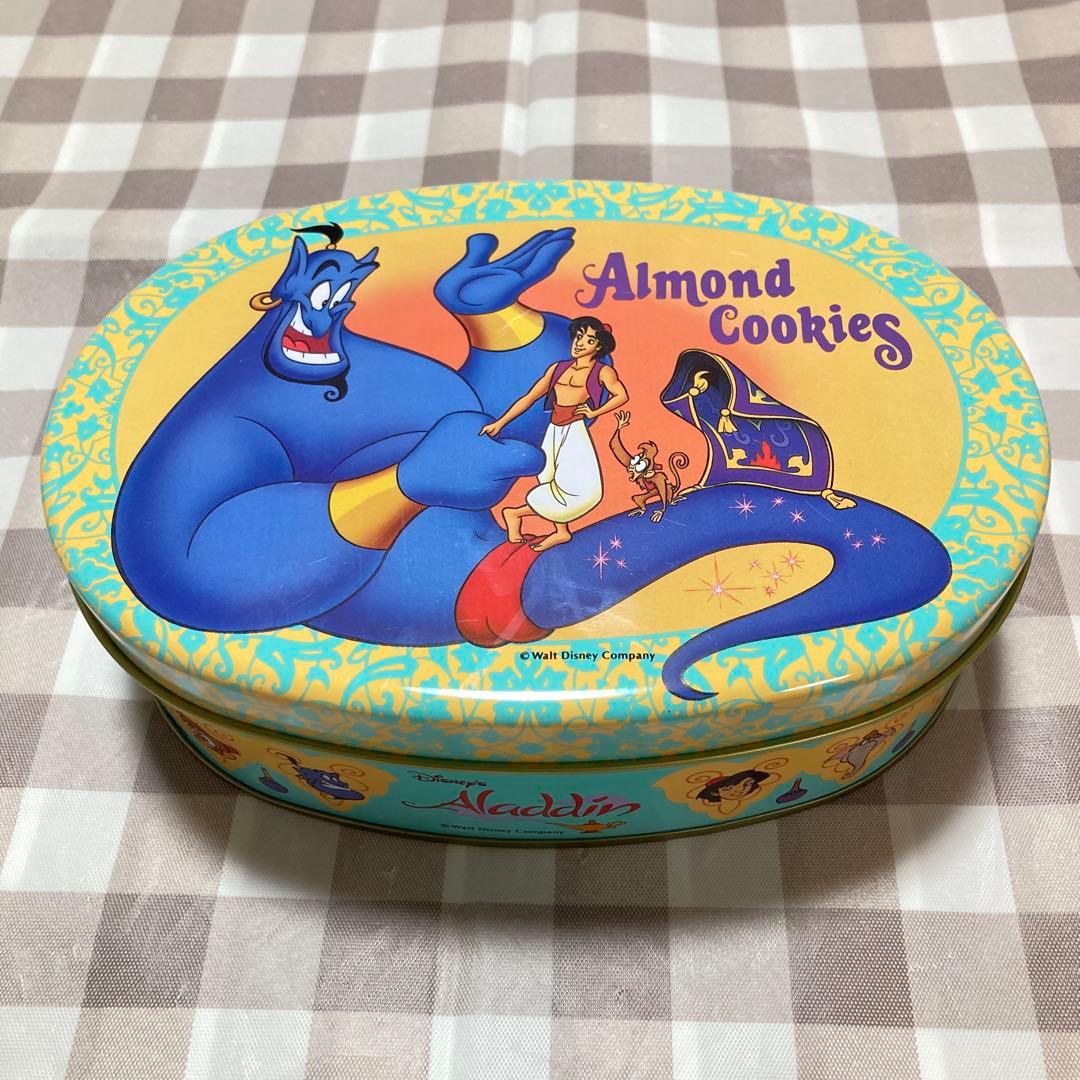 Almond
Cookies
© Walt Disney Company
Disney's
Aladdin
© Walt Disney Company